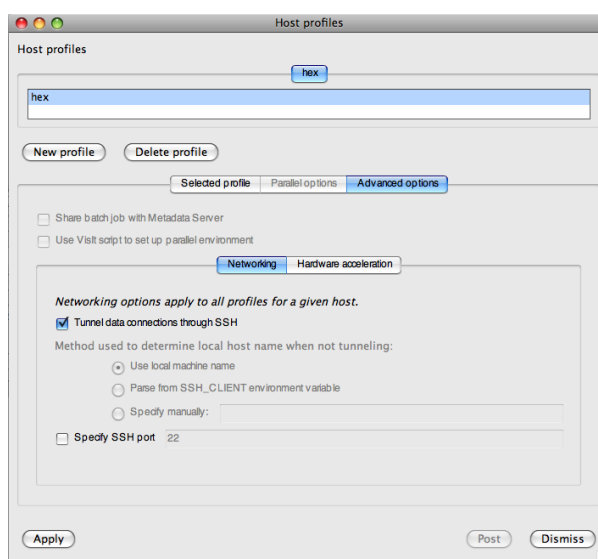 Host profiles
Host profiles
hex
hex
New profile Delete profile
Selected profile Parallel options Advanced options
Share batch job with Metadata Server
Use VisIt script to set up parallel environment
Networking Hardware acceleration
Networking options apply to all profiles for a given host.
Tunnel data connections through SSH
Method used to determine local host name when not tunneling:
Use local machine name
Parse from SSH_CLIENT environment variable
Specify manually:
Specify SSH port 22
Apply Post Dismiss